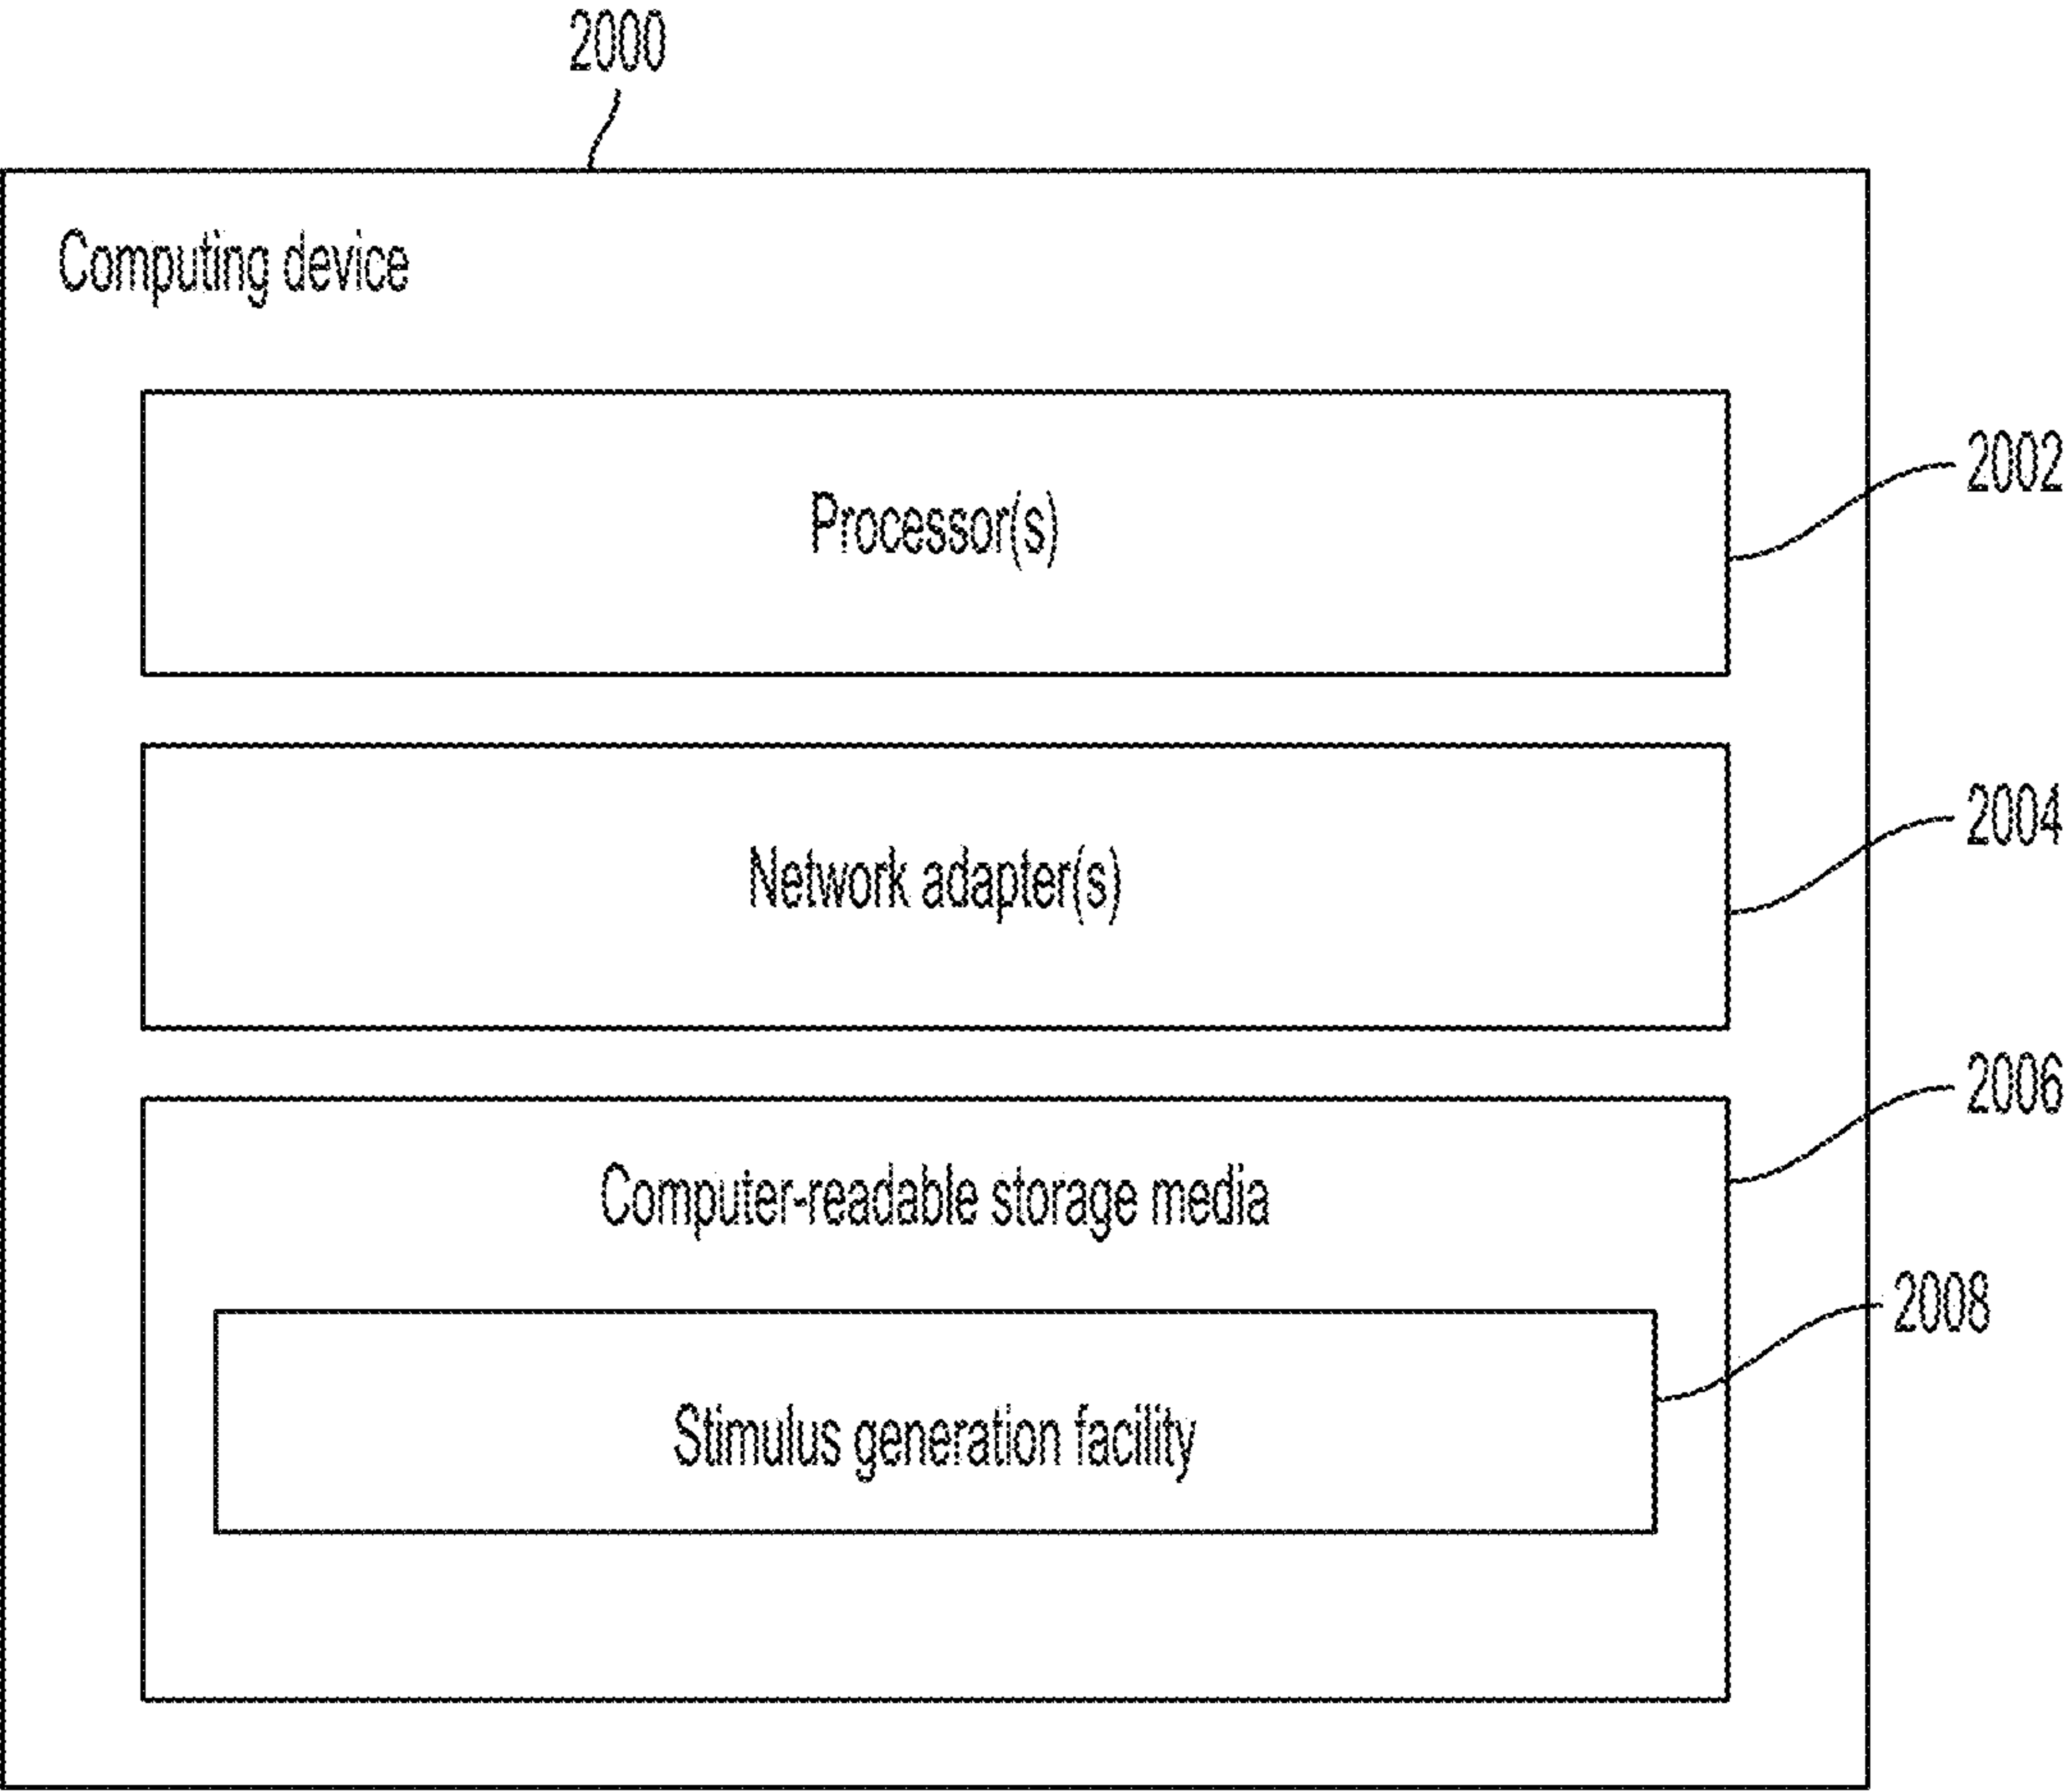 2000
Computing device
2002
Processor(s)
2004
Network adapter(s)
2006
Computer-readable storage media
2008
Stimulus generation facility